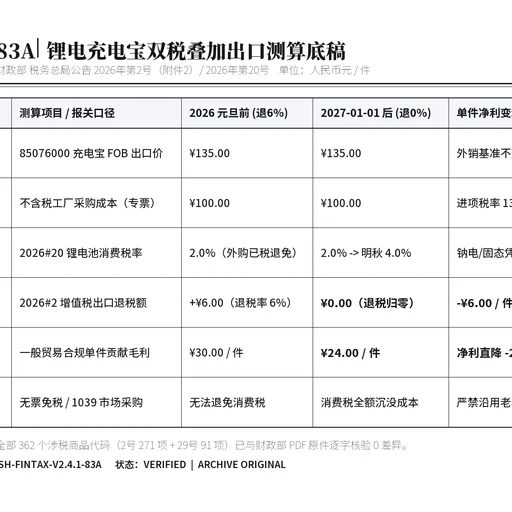 83A| 锂电充电宝双税叠加出口测算底稿
财政部 税务总局公告 2026年第2号（附件2）/ 2026年第20号 单位：人民币元 / 件
测算项目 / 报关口径 2026 元旦前 (退6%) 2027-01-01 后 (退0%) 单件净利变
85076000 充电宝 FOB 出口价 ¥135.00 ¥135.00 外销基准不
不含税工厂采购成本（专票） ¥100.00 ¥100.00 进项税率 13
2026#20 锂电池消费税率 2.0%（外购已税退免） 2.0% -> 明秋 4.0% 钠电/固态凭
2026#2 增值税出口退税额 +¥6.00（退税率 6%） ¥0.00（退税归零） -¥6.00 / 件
一般贸易合规单件贡献毛利 ¥30.00 / 件 ¥24.00 / 件 净利直降 -2
无票免税 / 1039 市场采购 无法退免消费税 消费税全额沉没成本 严禁沿用老
全部 362 个涉税商品代码（2号 271 项 + 29号 91 项）已与财政部 PDF 原件逐字核验 0 差异。
SH-FINTAX-V2.4.1-83A 状态：VERIFIED | ARCHIVE ORIGINAL